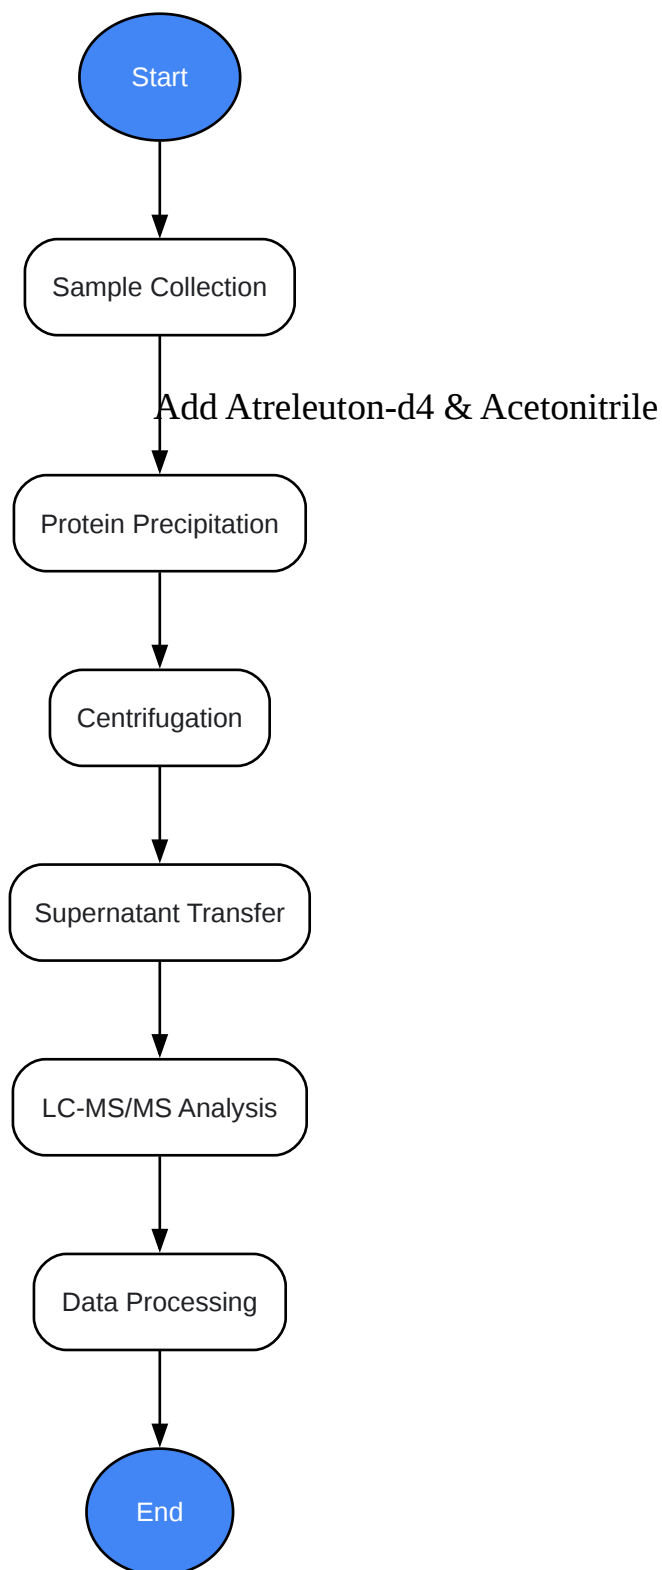 Start
Sample Collection
Add Atreleuton-d4 & Acetonitrile
Protein Precipitation
Centrifugation
Supernatant Transfer
LC-MS/MS Analysis
Data Processing
End